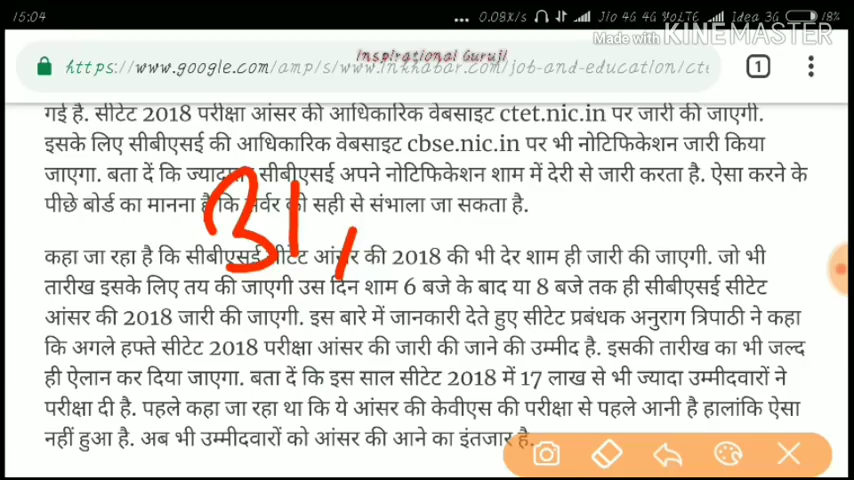 15:04 ... 0.08K/s Jio 4G 4G VoLTE Idea 3G 18%
Made with KINEMASTER
Inspirational Guruji
https://www.google.com/amp/s/www.inkhabar.com/job-and-education/cte 1
गई है. सीटेट 2018 परीक्षा आंसर की आधिकारिक वेबसाइट ctet.nic.in पर जारी की जाएगी.
इसके लिए सीबीएसई की आधिकारिक वेबसाइट cbse.nic.in पर भी नोटिफिकेशन जारी किया
जाएगा. बता दें कि ज्यादातर सीबीएसई अपने नोटिफिकेशन शाम में देरी से जारी करता है. ऐसा करने के
पीछे बोर्ड का मानना है कि सर्वर को सही से संभाला जा सकता है.
31,
कहा जा रहा है कि सीबीएसई सीटेट आंसर की 2018 की भी देर शाम ही जारी की जाएगी. जो भी
तारीख इसके लिए तय की जाएगी उस दिन शाम 6 बजे के बाद या 8 बजे तक ही सीबीएसई सीटेट
आंसर की 2018 जारी की जाएगी. इस बारे में जानकारी देते हुए सीटेट प्रबंधक अनुराग त्रिपाठी ने कहा
कि अगले हफ्ते सीटेट 2018 परीक्षा आंसर की जारी की जाने की उम्मीद है. इसकी तारीख का भी जल्द
ही ऐलान कर दिया जाएगा. बता दें कि इस साल सीटेट 2018 में 17 लाख से भी ज्यादा उम्मीदवारों ने
परीक्षा दी है. पहले कहा जा रहा था कि ये आंसर की केवीएस की परीक्षा से पहले आनी है हालांकि ऐसा
नहीं हुआ है. अब भी उम्मीदवारों को आंसर की आने का इंतजार है.